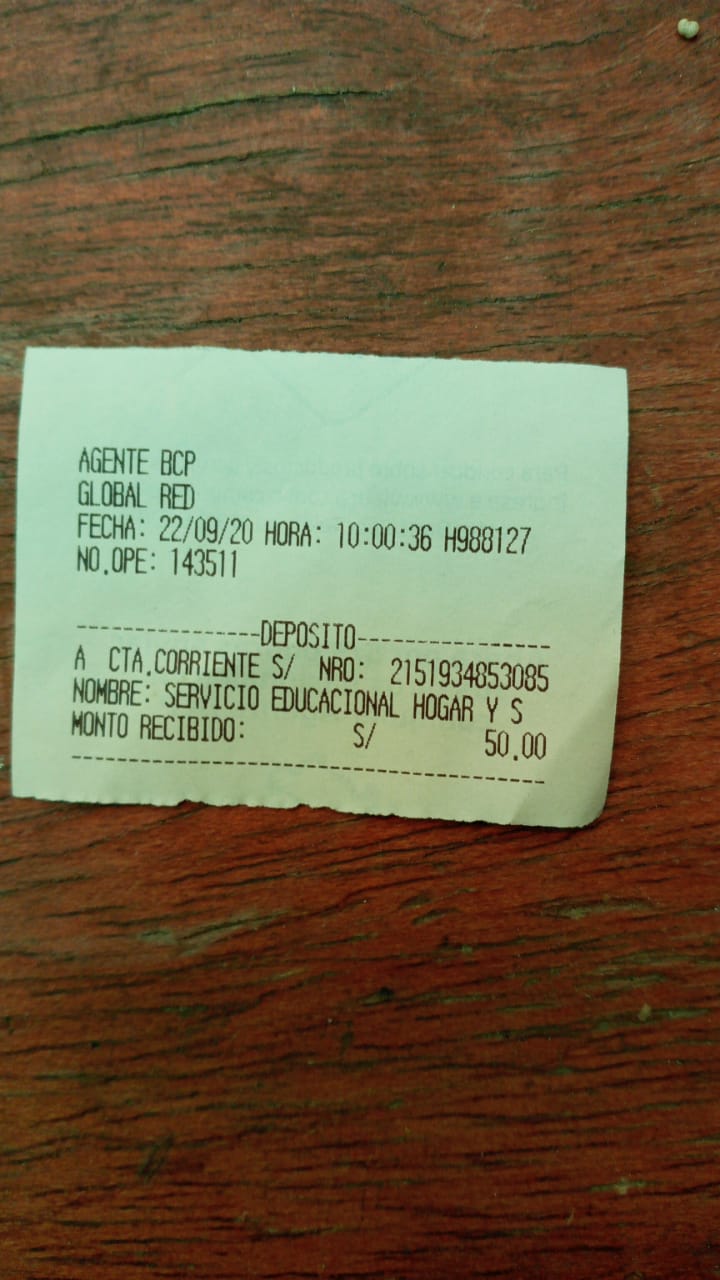 AGENTE BCP
GLOBAL RED
FECHA: 22/09/20 HORA: 10:00:36 H988127
NO.OPE: 143511
----------------DEPOSITO-----------------
A CTA.CORRIENTE S/ NRO: 2151934853085
NOMBRE: SERVICIO EDUCACIONAL HOGAR Y S
MONTO RECIBIDO: S/ 50.00
-----------------------------------------